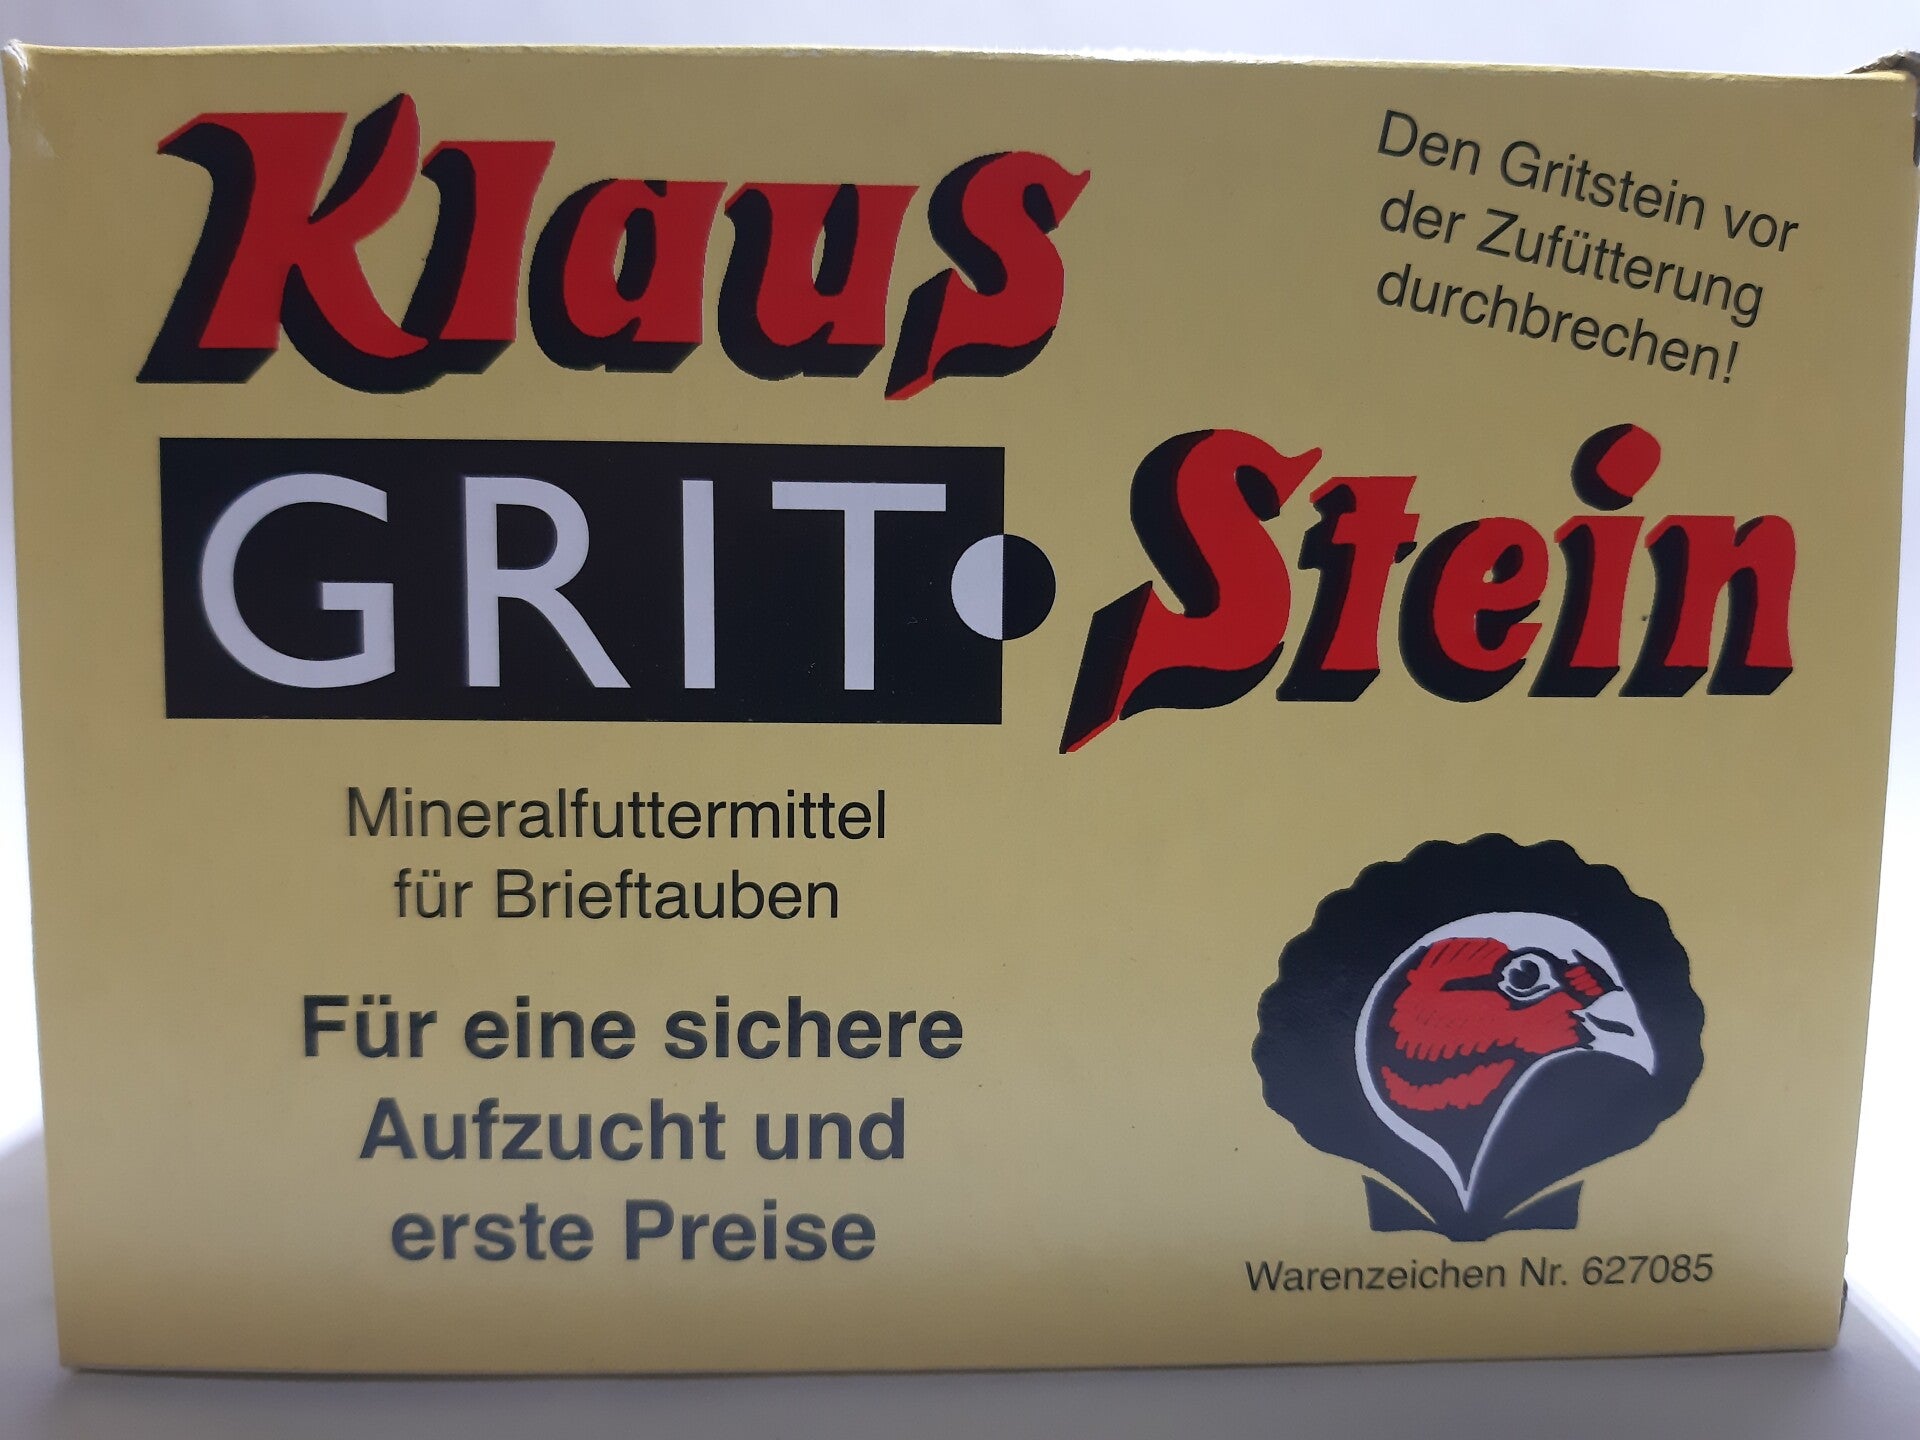 Klaus
Den Gritstein vor
der Zufütterung
durchbrechen!
GRIT Stein
Mineralfuttermittel
für Brieftauben
Für eine sichere
Aufzucht und
erste Preise
Warenzeichen Nr. 627085